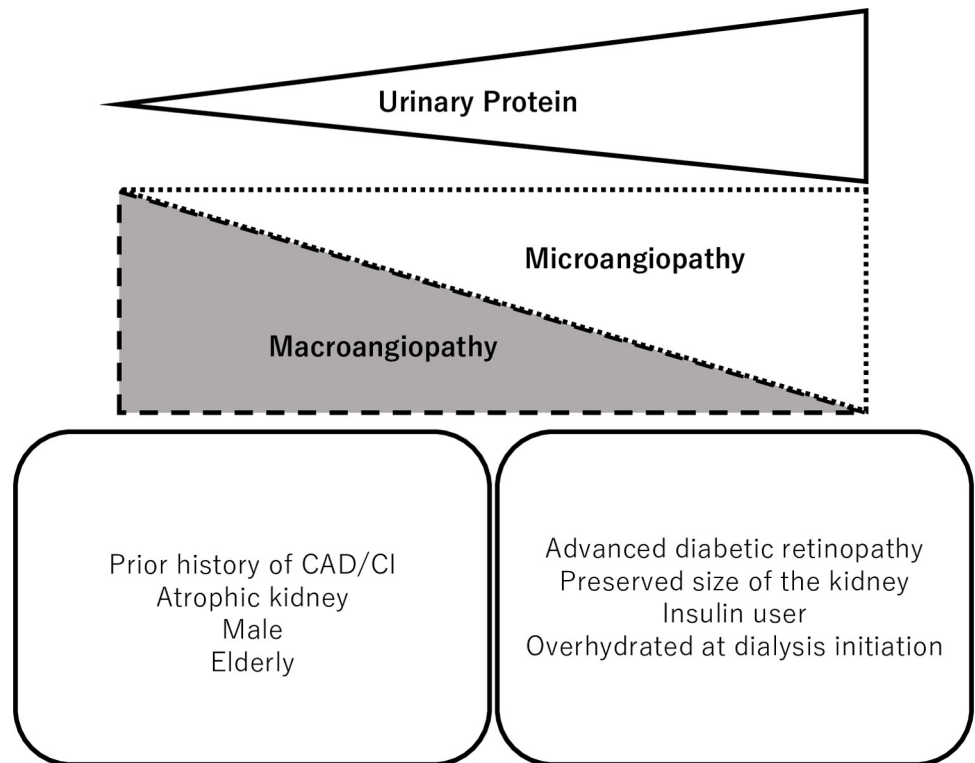 Urinary Protein
Microangiopathy
Macroangiopathy
Prior history of CAD/CI
Atrophic kidney
Male
Elderly
Advanced diabetic retinopathy
Preserved size of the kidney
Insulin user
Overhydrated at dialysis initiation